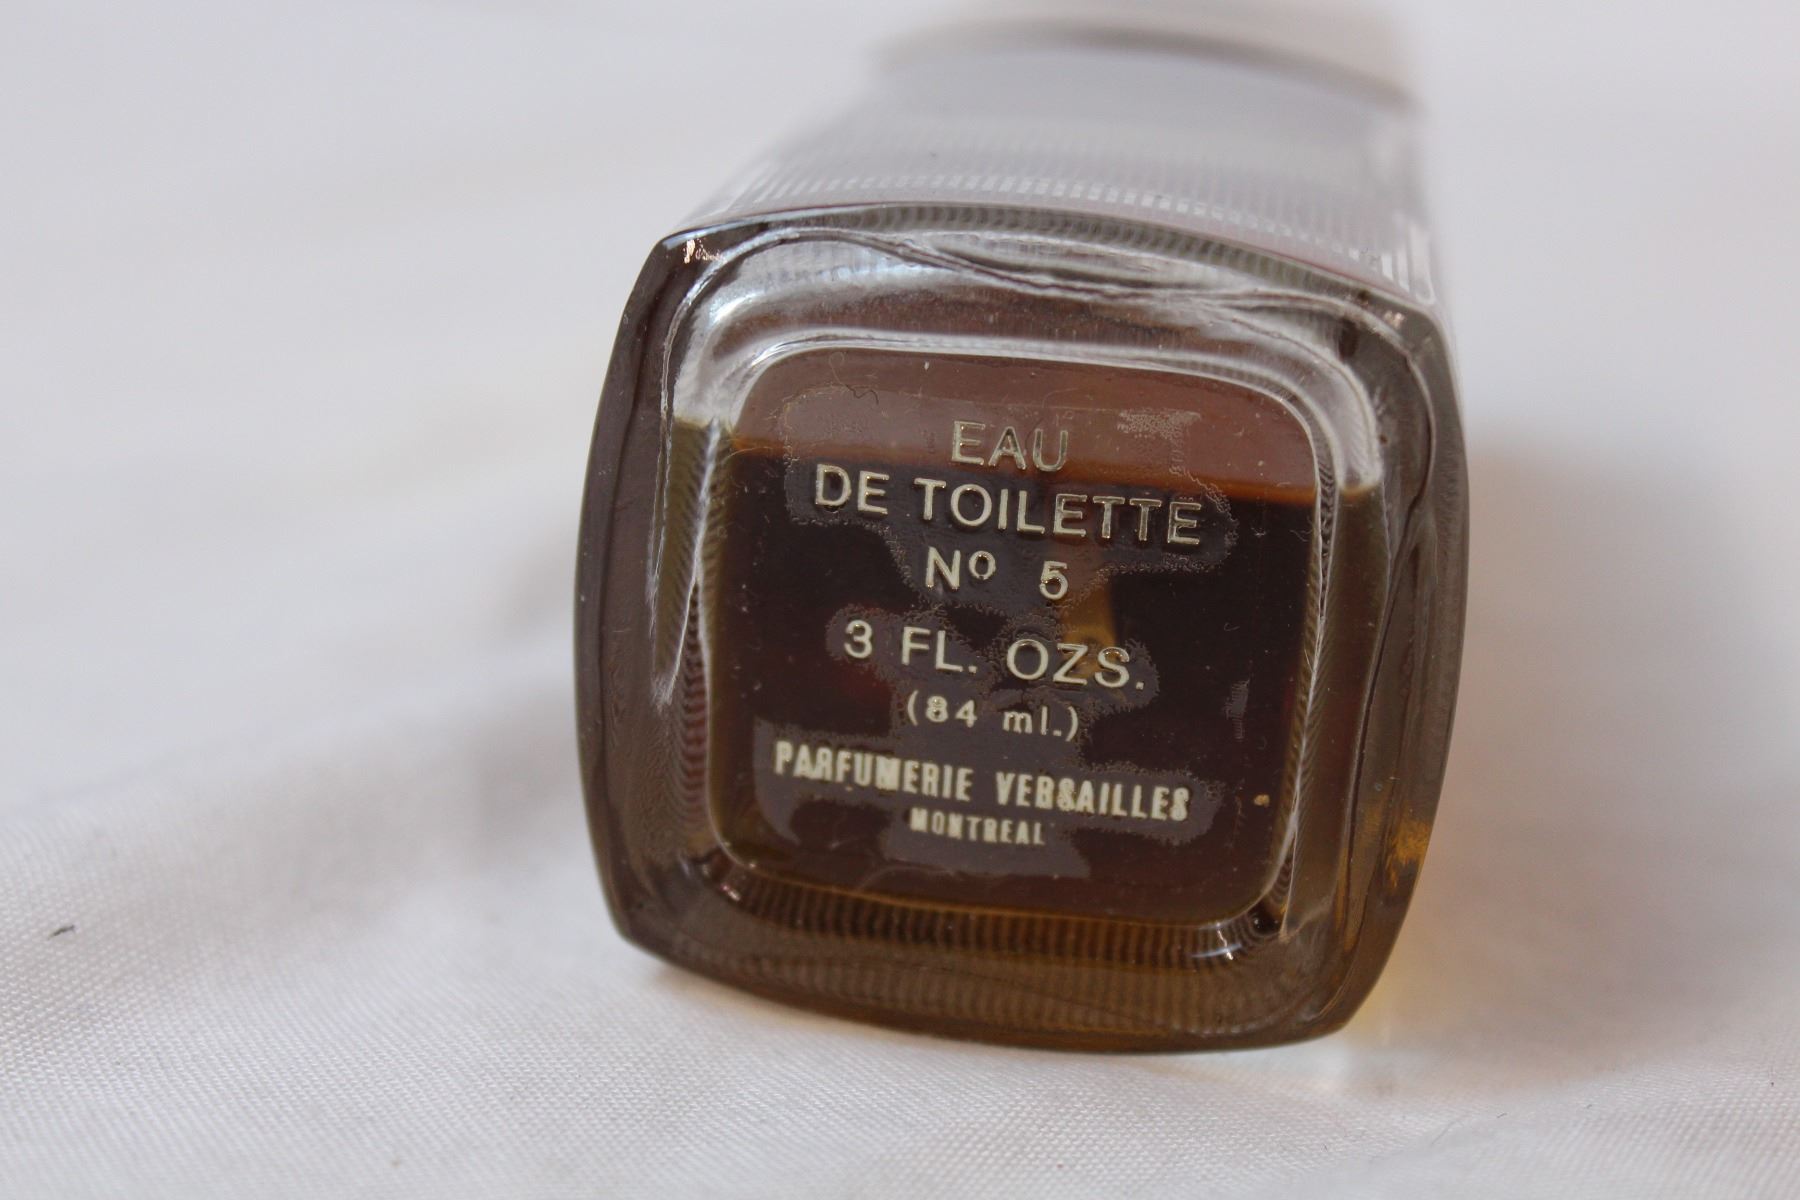 EAU
DE TOILETTE
Nº 5
3 FL. OZS.
(84 ml.)
PARFUMERIE VERSAILLES
MONTREAL